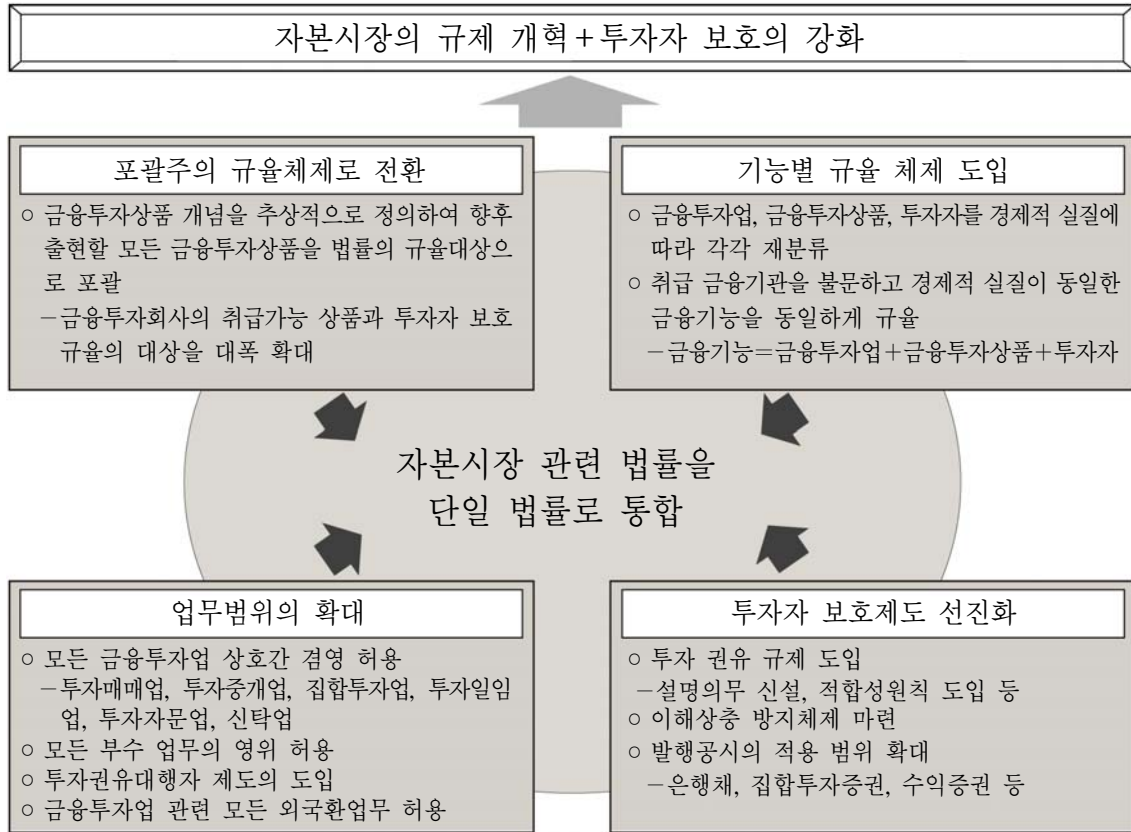 자본시장의 규제 개혁+투자자 보호의 강화
포괄주의 규율체제로 전환
○ 금융투자상품 개념을 추상적으로 정의하여 향후
출현할 모든 금융투자상품을 법률의 규율대상으
로 포괄
-금융투자회사의 취급가능 상품과 투자자 보호
규율의 대상을 대폭 확대
기능별 규율 체제 도입
○ 금융투자업, 금융투자상품, 투자자를 경제적 실질에
따라 각각 재분류
○ 취급 금융기관을 불문하고 경제적 실질이 동일한
금융기능을 동일하게 규율
-금융기능=금융투자업+금융투자상품+투자자
자본시장 관련 법률을
단일 법률로 통합
업무범위의 확대
○ 모든 금융투자업 상호간 겸영 허용
-투자매매업, 투자중개업, 집합투자업, 투자일임
업, 투자자문업, 신탁업
○ 모든 부수 업무의 영위 허용
○ 투자권유대행자 제도의 도입
○ 금융투자업 관련 모든 외국환업무 허용
투자자 보호제도 선진화
○ 투자 권유 규제 도입
-설명의무 신설, 적합성원칙 도입 등
○ 이해상충 방지체제 마련
○ 발행공시의 적용 범위 확대
-은행채, 집합투자증권, 수익증권 등